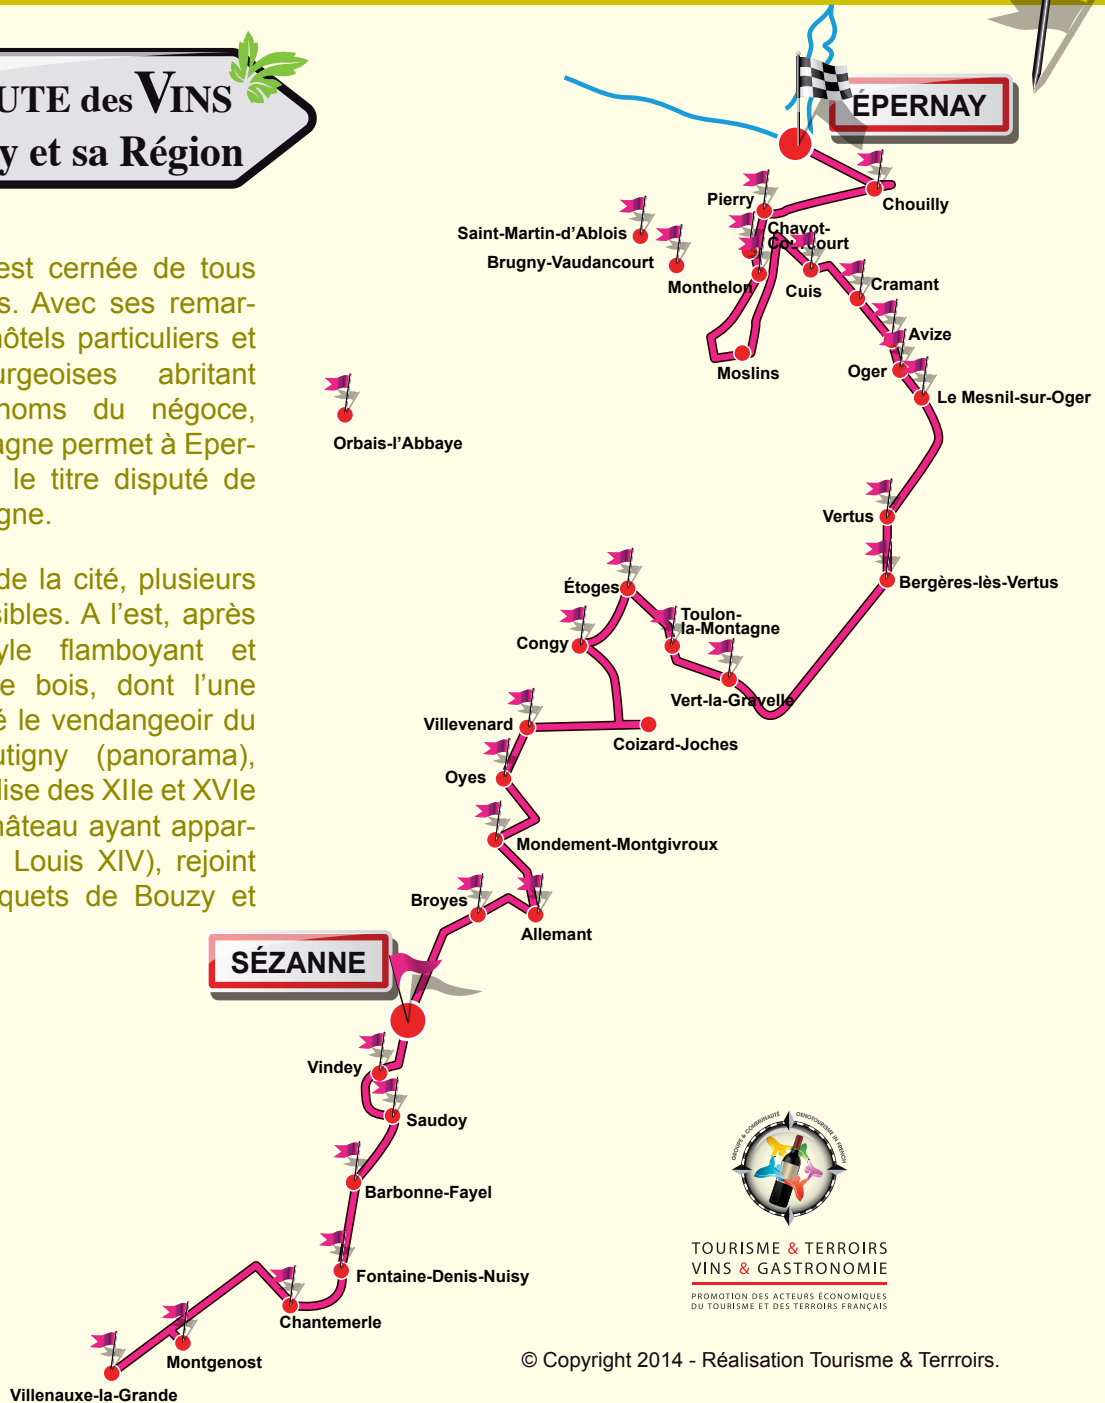 UTE des VINS
y et sa Région
est cernée de tous
s. Avec ses remar-
hôtels particuliers et
urgeoises abritant
noms du négoce,
agne permet à Eper-
le titre disputé de
gne.
de la cité, plusieurs
sibles. A l’est, après
yle flamboyant et
e bois, dont l’une
é le vendangeoir du
utigny (panorama),
lise des XIIe et XVIe
hâteau ayant appar-
Louis XIV), rejoint
quets de Bouzy et
ÉPERNAY
Chouilly
Pierry
Chavot-
Courcourt
Saint-Martin-d’Ablois
Brugny-Vaudancourt
Monthelon
Cuis
Cramant
Avize
Moslins
Oger
Le Mesnil-sur-Oger
Orbais-l’Abbaye
Vertus
Bergères-lès-Vertus
Étoges
Toulon-
la-Montagne
Congy
Vert-la-Gravelle
Villevenard
Coizard-Joches
Oyes
Mondement-Montgivroux
Broyes
Allemant
SÉZANNE
Vindey
Saudoy
Barbonne-Fayel
Fontaine-Denis-Nuisy
Chantemerle
Montgenost
Villenauxe-la-Grande
GROUPE & COMMUNAUTÉ OENOTOURISME IN FRENCH
TOURISME & TERROIRS
VINS & GASTRONOMIE
PROMOTION DES ACTEURS ÉCONOMIQUES
DU TOURISME ET DES TERROIRS FRANÇAIS
© Copyright 2014 - Réalisation Tourisme & Terrroirs.